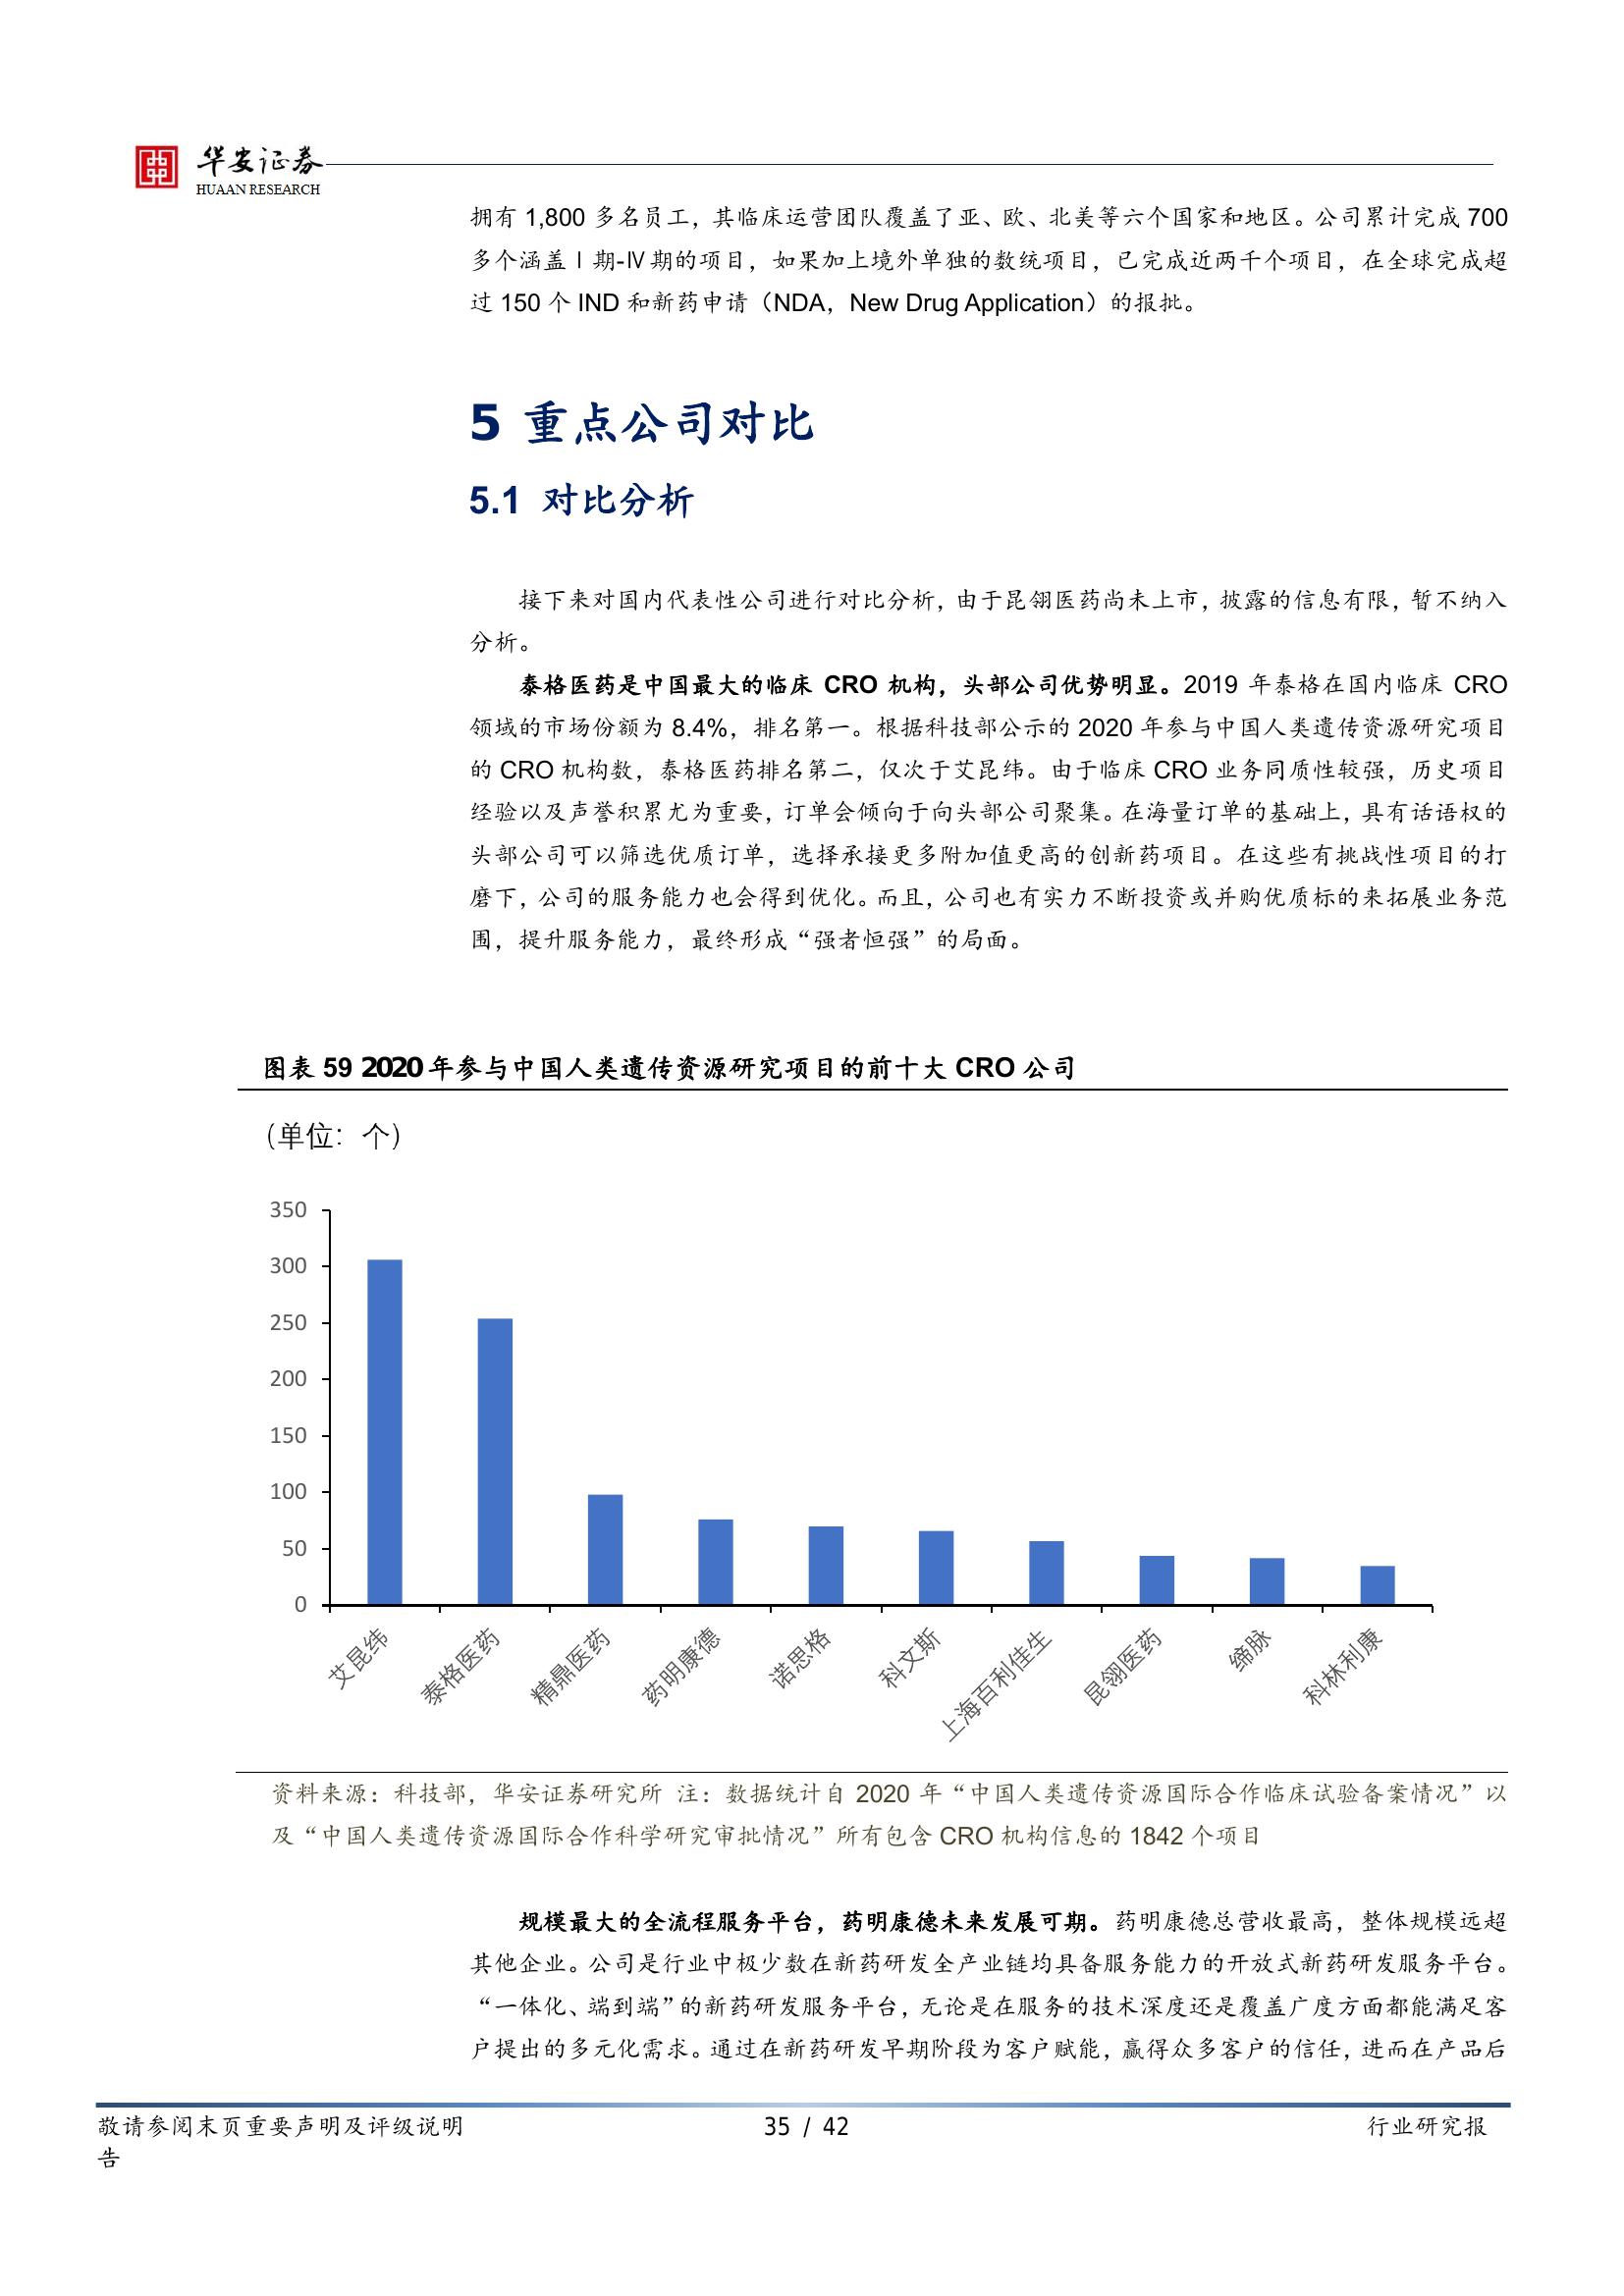 华安证券
HUAAN RESEARCH
拥有 1,800 多名员工，其临床运营团队覆盖了亚、欧、北美等六个国家和地区。公司累计完成 700
多个涵盖Ⅰ期-Ⅳ期的项目，如果加上境外单独的数统项目，已完成近两千个项目，在全球完成超
过 150 个 IND 和新药申请（NDA，New Drug Application）的报批。
5 重点公司对比
5.1 对比分析
接下来对国内代表性公司进行对比分析，由于昆翎医药尚未上市，披露的信息有限，暂不纳入
分析。
泰格医药是中国最大的临床 CRO 机构，头部公司优势明显。2019 年泰格在国内临床 CRO
领域的市场份额为 8.4%，排名第一。根据科技部公示的 2020 年参与中国人类遗传资源研究项目
的 CRO 机构数，泰格医药排名第二，仅次于艾昆纬。由于临床 CRO 业务同质性较强，历史项目
经验以及声誉积累尤为重要，订单会倾向于向头部公司聚集。在海量订单的基础上，具有话语权的
头部公司可以筛选优质订单，选择承接更多附加值更高的创新药项目。在这些有挑战性项目的打
磨下，公司的服务能力也会得到优化。而且，公司也有实力不断投资或并购优质标的来拓展业务范
围，提升服务能力，最终形成“强者恒强”的局面。
图表 59 2020 年参与中国人类遗传资源研究项目的前十大 CRO 公司
（单位：个）
350
300
250
200
150
100
50
0
艾昆纬
泰格医药
精鼎医药
药明康德
诺思格
科文斯
上海百利佳生
昆翎医药
缔脉
科林利康
资料来源：科技部，华安证券研究所 注：数据统计自 2020 年“中国人类遗传资源国际合作临床试验备案情况”以
及“中国人类遗传资源国际合作科学研究审批情况”所有包含 CRO 机构信息的 1842 个项目
规模最大的全流程服务平台，药明康德未来发展可期。药明康德总营收最高，整体规模远超
其他企业。公司是行业中极少数在新药研发全产业链均具备服务能力的开放式新药研发服务平台。
“一体化、端到端”的新药研发服务平台，无论是在服务的技术深度还是覆盖广度方面都能满足客
户提出的多元化需求。通过在新药研发早期阶段为客户赋能，赢得众多客户的信任，进而在产品后
敬请参阅末页重要声明及评级说明 35 / 42 行业研究报
告